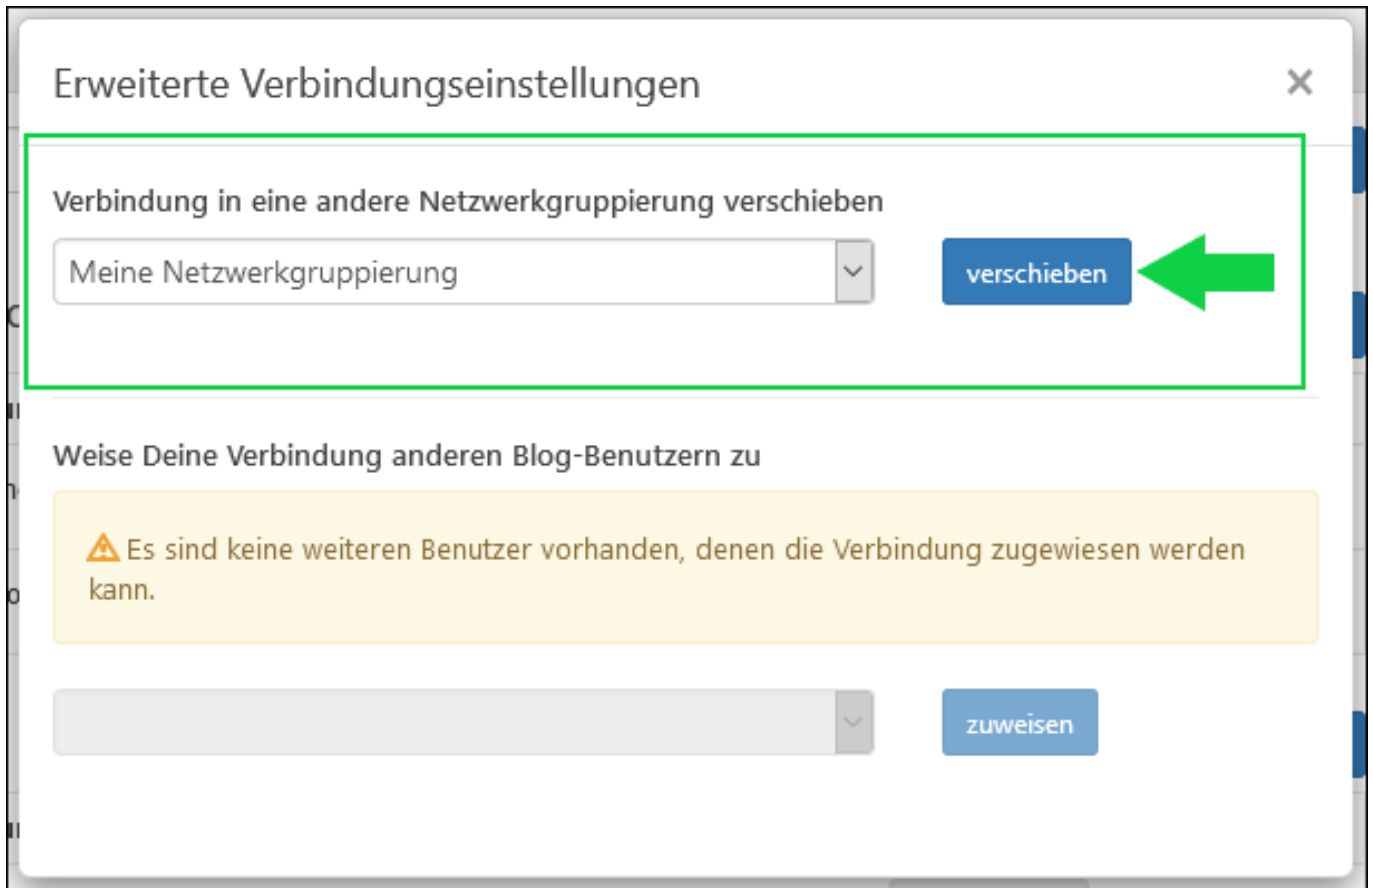 Erweiterte Verbindungseinstellungen ×
Verbindung in eine andere Netzwerkgruppierung verschieben
Meine Netzwerkgruppierung
verschieben
Weise Deine Verbindung anderen Blog-Benutzern zu
Es sind keine weiteren Benutzer vorhanden, denen die Verbindung zugewiesen werden
kann.
zuweisen